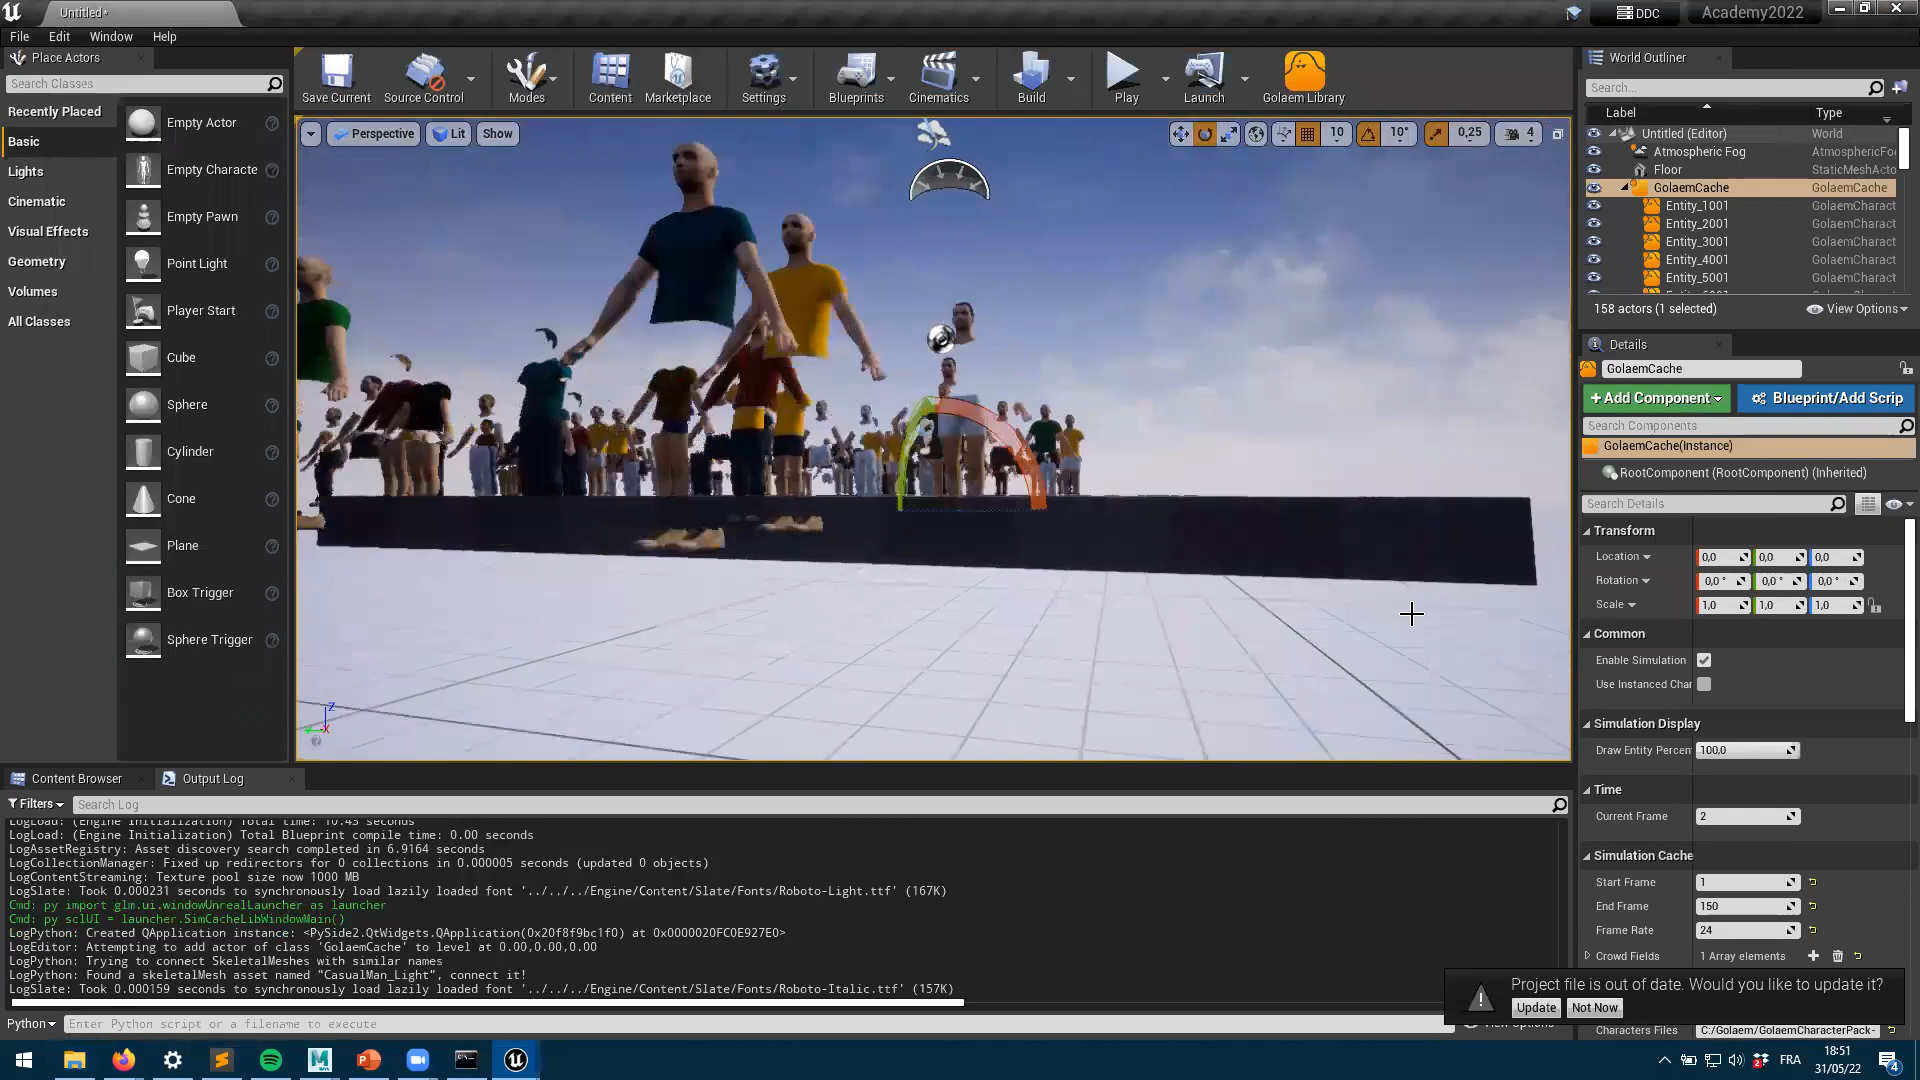 Untitled*
DDC
Academy2022
File Edit Window Help
Place Actors
Search Classes
Recently Placed
Basic
Lights
Cinematic
Visual Effects
Geometry
Volumes
All Classes
Empty Actor
Empty Characte
Empty Pawn
Point Light
Player Start
Cube
Sphere
Cylinder
Cone
Plane
Box Trigger
Sphere Trigger
Save Current
Source Control
Modes
Content
Marketplace
Settings
Blueprints
Cinematics
Build
Play
Launch
Golaem Library
Perspective
Lit
Show
10
10°
0,25
4
World Outliner
Search...
Label Type
Untitled (Editor) World
Atmospheric Fog AtmosphericFo
Floor StaticMeshActo
GolaemCache GolaemCache
Entity_1001 GolaemCharact
Entity_2001 GolaemCharact
Entity_3001 GolaemCharact
Entity_4001 GolaemCharact
Entity_5001 GolaemCharact
158 actors (1 selected)
View Options
Details
GolaemCache
+Add Component
Blueprint/Add Scrip
Search Components
GolaemCache(Instance)
RootComponent (RootComponent) (Inherited)
Search Details
Transform
Location 0,0 0,0 0,0
Rotation 0,0 ° 0,0 ° 0,0 °
Scale 1,0 1,0 1,0
Common
Enable Simulation
Use Instanced Char
Simulation Display
Draw Entity Percen 100,0
Time
Current Frame 2
Simulation Cache
Start Frame 1
End Frame 150
Frame Rate 24
Crowd Fields 1 Array elements
Project file is out of date. Would you like to update it?
Update Not Now
Characters Files C:/Golaem/GolaemCharacterPack-
Z
X
Content Browser
Output Log
Filters
Search Log
LogLoad: (Engine Initialization) Total time: 10.43 seconds
LogLoad: (Engine Initialization) Total Blueprint compile time: 0.00 seconds
LogAssetRegistry: Asset discovery search completed in 6.9164 seconds
LogCollectionManager: Fixed up redirectors for 0 collections in 0.000005 seconds (updated 0 objects)
LogContentStreaming: Texture pool size now 1000 MB
LogSlate: Took 0.000231 seconds to synchronously load lazily loaded font '../../../Engine/Content/Slate/Fonts/Roboto-Light.ttf' (167K)
Cmd: py import glm.ui.windowUnrealLauncher as launcher
Cmd: py sclUI = launcher.SimCacheLibWindowMain()
LogPython: Created QApplication instance: <PySide2.QtWidgets.QApplication(0x20f8f9bc1f0) at 0x0000020FC0E927E0>
LogEditor: Attempting to add actor of class 'GolaemCache' to level at 0.00,0.00,0.00
LogPython: Trying to connect SkeletalMeshes with similar names
LogPython: Found a skeletalMesh asset named "CasualMan_Light", connect it!
LogSlate: Took 0.000159 seconds to synchronously load lazily loaded font '../../../Engine/Content/Slate/Fonts/Roboto-Italic.ttf' (157K)
Python
Enter Python script or a filename to execute
FRA
18:51
31/05/22
4